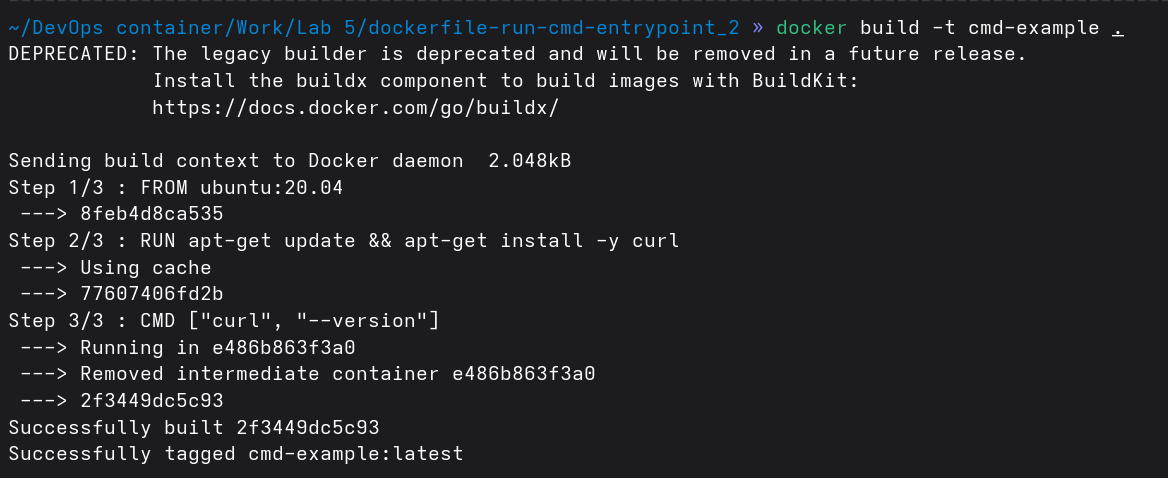 ~/DevOps container/Work/Lab 5/dockerfile-run-cmd-entrypoint_2 » docker build -t cmd-example .
DEPRECATED: The legacy builder is deprecated and will be removed in a future release.
            Install the buildx component to build images with BuildKit:
            https://docs.docker.com/go/buildx/

Sending build context to Docker daemon  2.048kB
Step 1/3 : FROM ubuntu:20.04
 ---> 8feb4d8ca535
Step 2/3 : RUN apt-get update && apt-get install -y curl
 ---> Using cache
 ---> 77607406fd2b
Step 3/3 : CMD ["curl", "--version"]
 ---> Running in e486b863f3a0
 ---> Removed intermediate container e486b863f3a0
 ---> 2f3449dc5c93
Successfully built 2f3449dc5c93
Successfully tagged cmd-example:latest